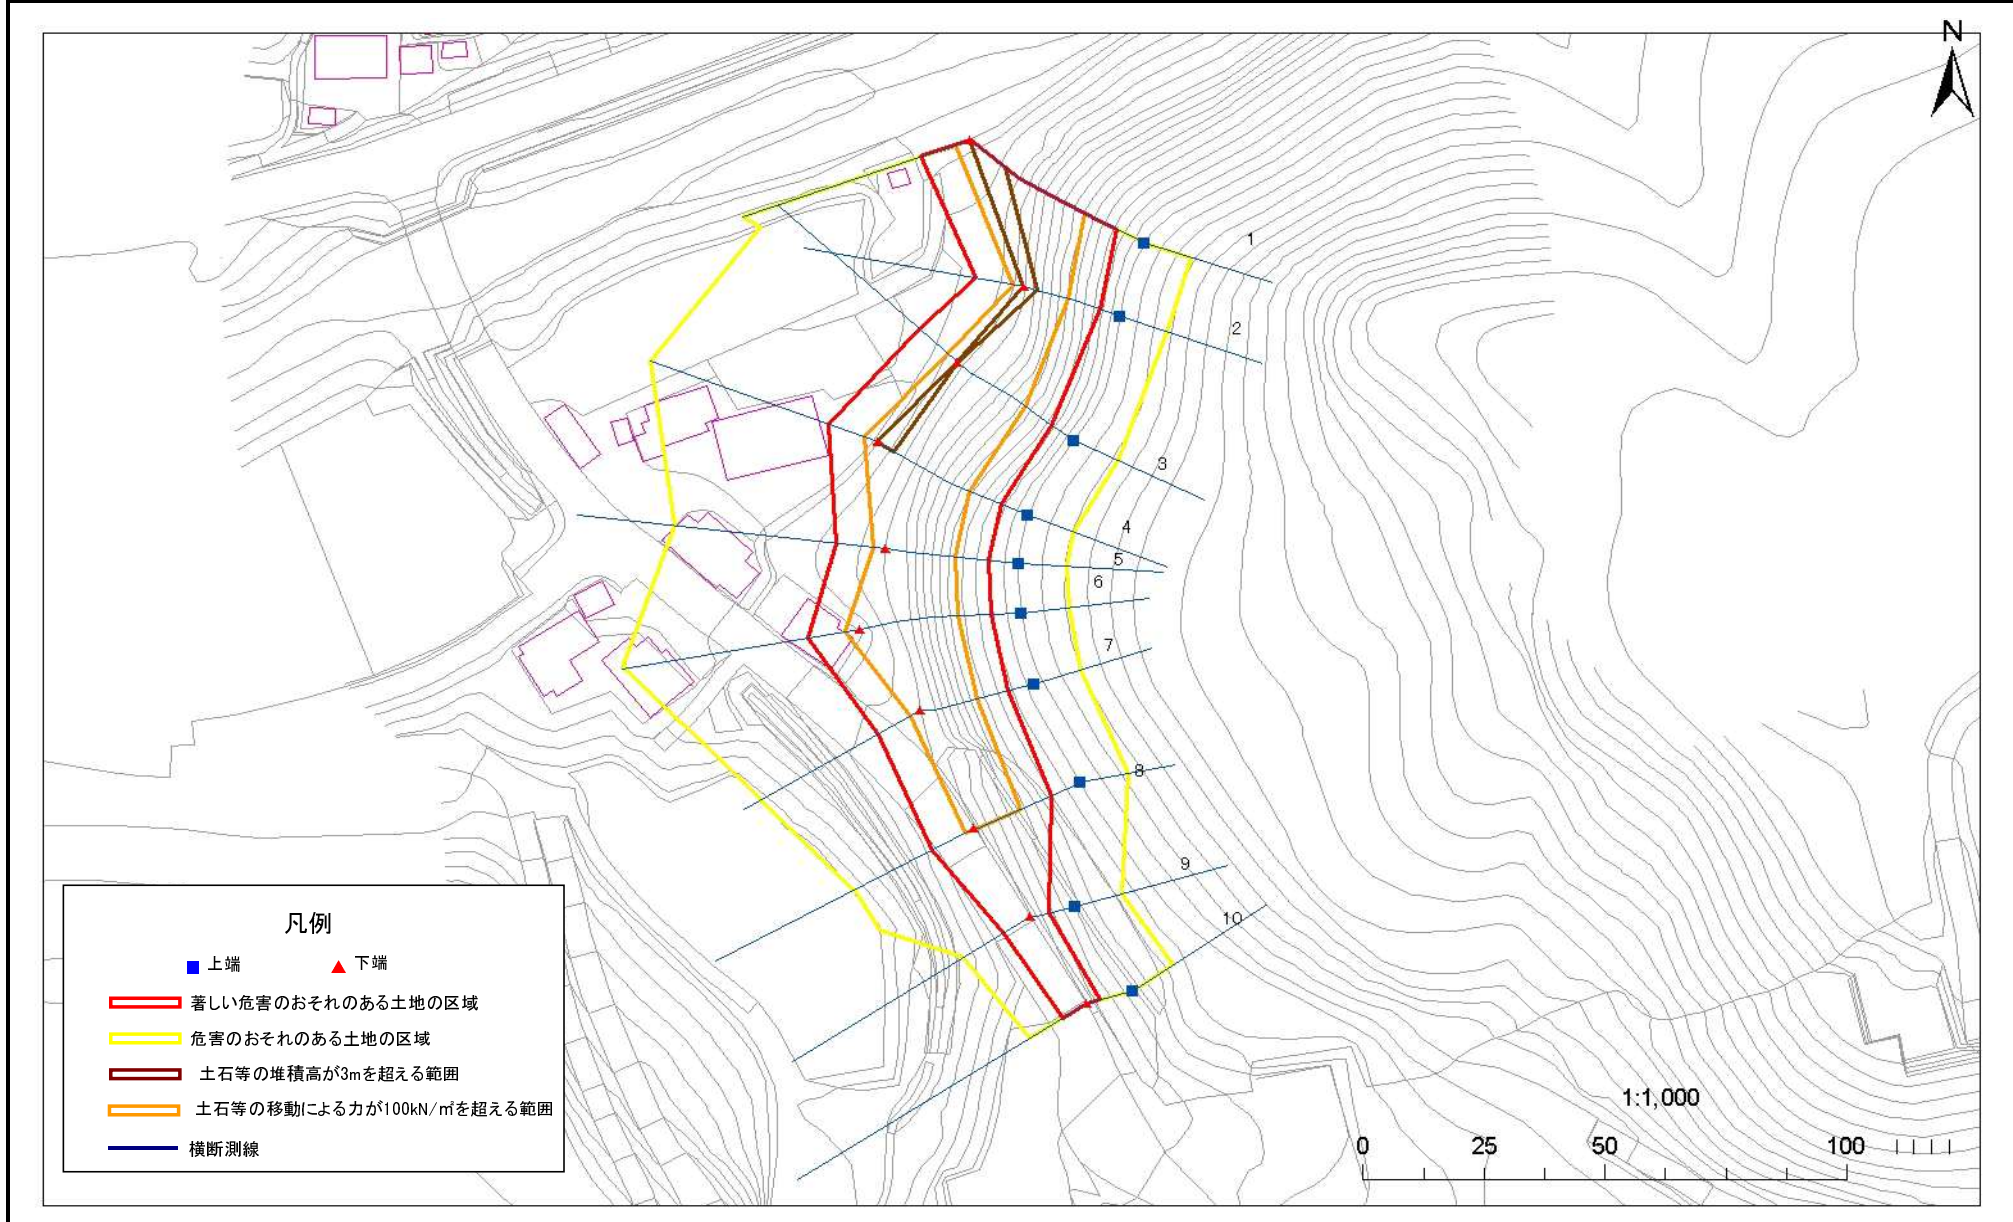 N
1
2
3
4
5
6
7
8
9
10
凡例
上端 下端
著しい危害のおそれのある土地の区域
危害のおそれのある土地の区域
土石等の堆積高が3mを超える範囲
土石等の移動による力が100kN/㎡を超える範囲
横断測線
1:1,000
0 25 50 100